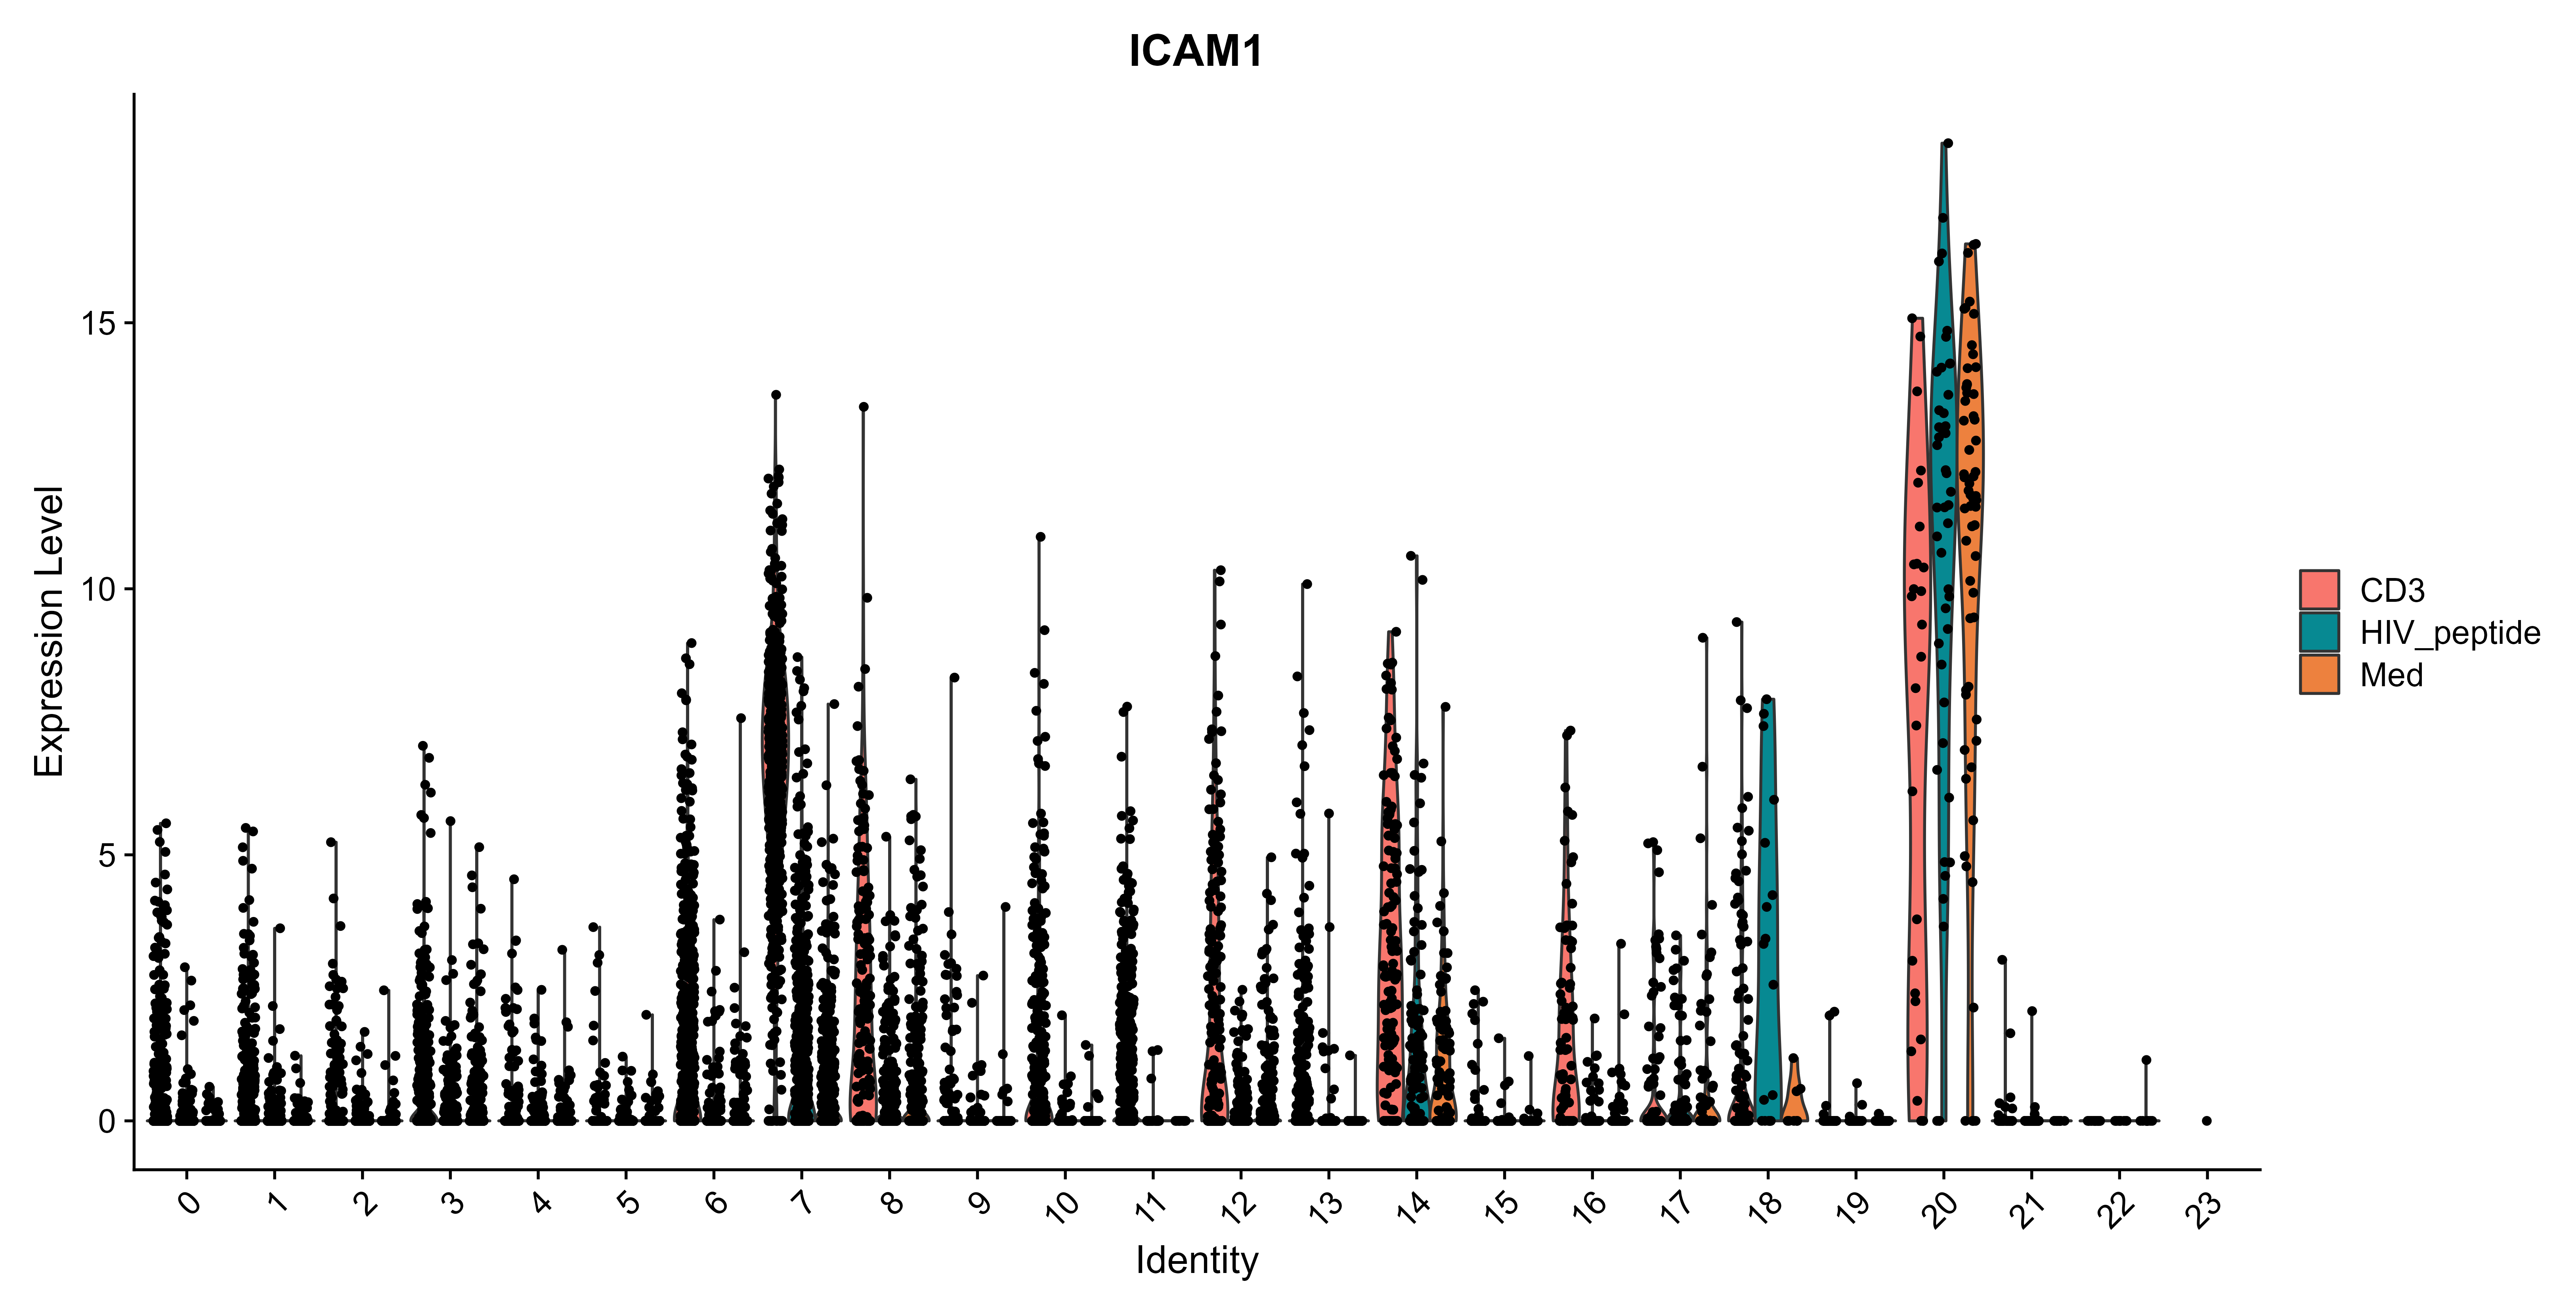 ICAM1
Expression Level
15
10
5
0
0 1 2 3 4 5 6 7 8 9 10 11 12 13 14 15 16 17 18 19 20 21 22 23
Identity
CD3
HIV_peptide
Med